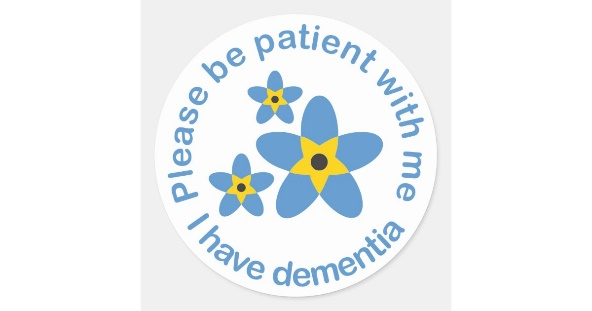 Please be patient with me
I have dementia